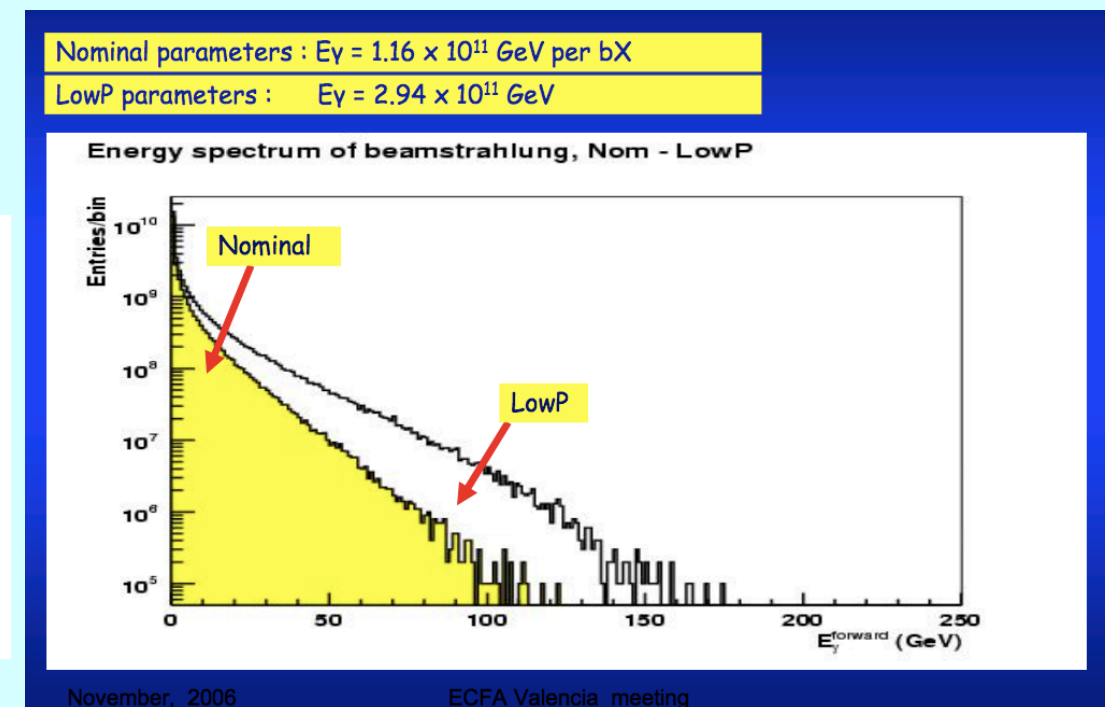 Nominal parameters : Eγ = 1.16 x 10¹¹ GeV per bX
LowP parameters : Eγ = 2.94 x 10¹¹ GeV
Energy spectrum of beamstrahlung, Nom - LowP
Entries/bin
10¹⁰
10⁹
10⁸
10⁷
10⁶
10⁵
Nominal
LowP
0 50 100 150 200 250
E_γ^forward (GeV)
November, 2006 ECFA Valencia meeting